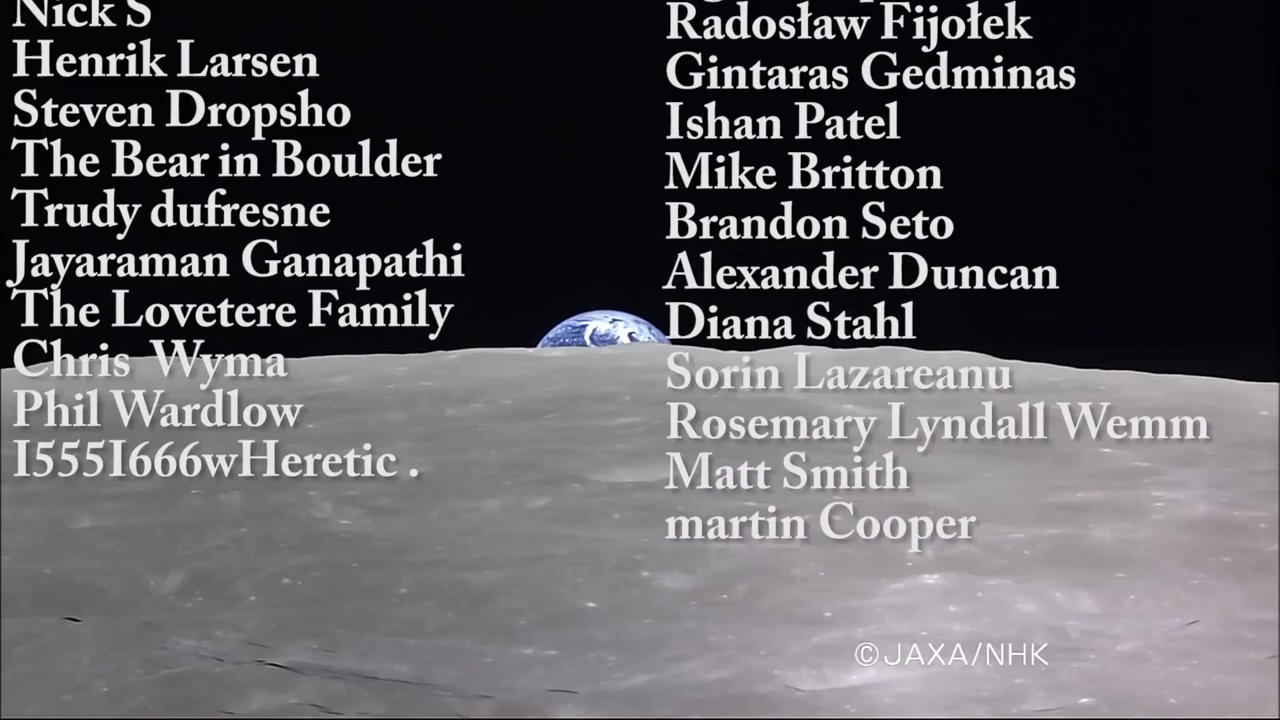 Nick S
Henrik Larsen
Steven Dropsho
The Bear in Boulder
Trudy dufresne
Jayaraman Ganapathi
The Lovetere Family
Chris  Wyma
Phil Wardlow
I555I666wHeretic .
Radosław Fijołek
Gintaras Gedminas
Ishan Patel
Mike Britton
Brandon Seto
Alexander Duncan
Diana Stahl
Sorin Lazareanu
Rosemary Lyndall Wemm
Matt Smith
martin Cooper
©JAXA/NHK